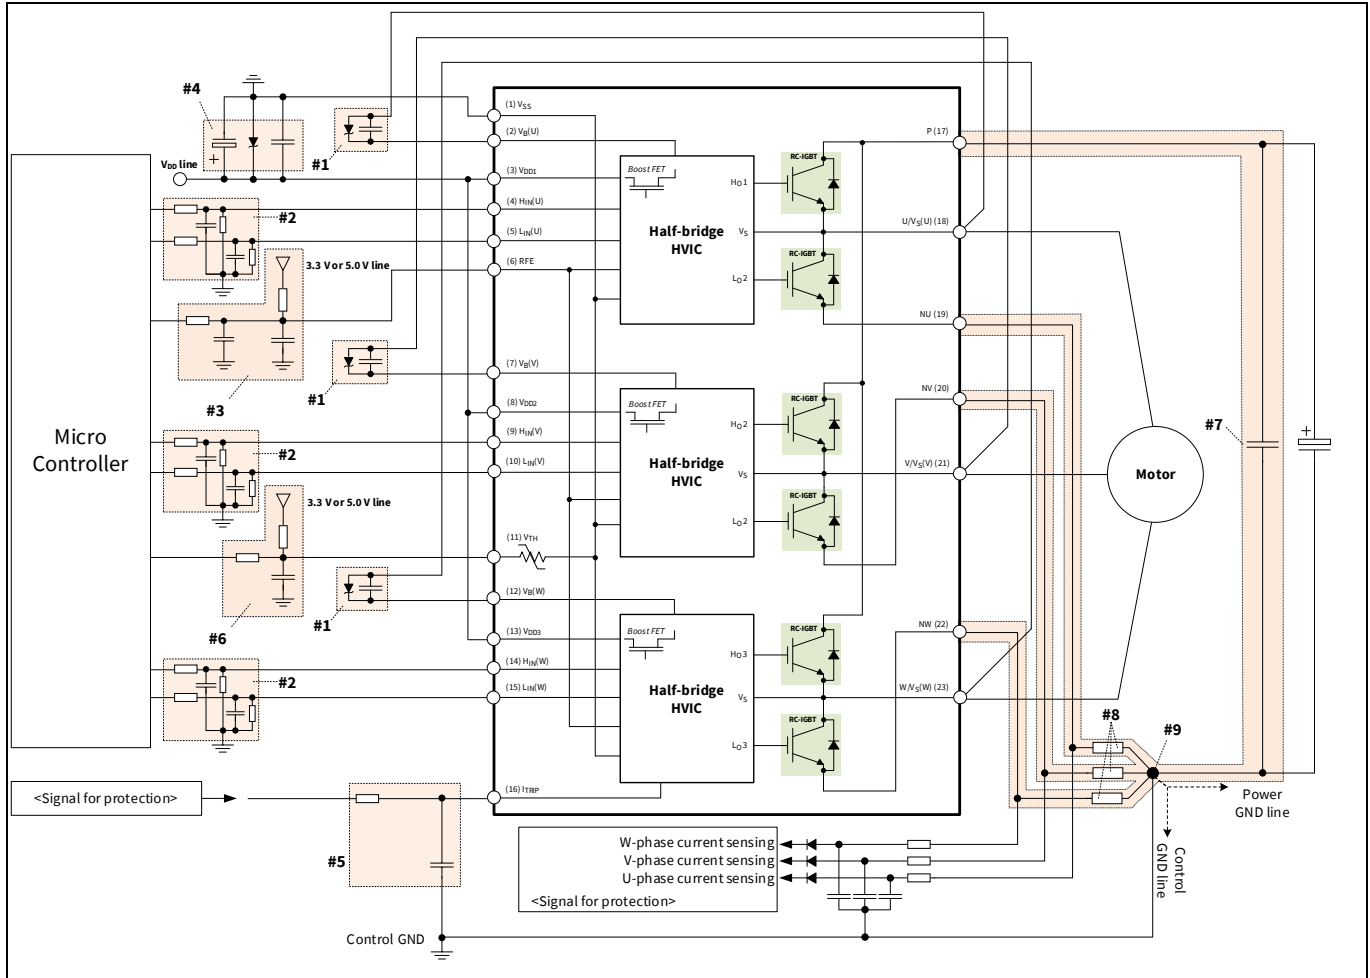 #4
#1
VDD line
#2
3.3 V or 5.0 V line
#3
#1
Micro
Controller
#2
3.3 V or 5.0 V line
#6
#1
#2
<Signal for protection>
#5
Control GND
(1) VSS
(2) VB(U)
(3) VDD1
(4) HIN(U)
(5) LIN(U)
(6) RFE
(7) VB(V)
(8) VDD2
(9) HIN(V)
(10) LIN(V)
(11) VTH
(12) VB(W)
(13) VDD3
(14) HIN(W)
(15) LIN(W)
(16) ITRIP
Boost FET
HO1
Half-bridge
HVIC
VS
LO2
RC-IGBT
RC-IGBT
Boost FET
HO2
Half-bridge
HVIC
VS
LO2
RC-IGBT
RC-IGBT
Boost FET
HO3
Half-bridge
HVIC
VS
LO3
RC-IGBT
RC-IGBT
P (17)
U/VS(U) (18)
NU (19)
NV (20)
V/VS(V) (21)
NW (22)
W/VS(W) (23)
#7
Motor
#8
#9
Power
GND line
Control
GND line
W-phase current sensing
V-phase current sensing
U-phase current sensing
<Signal for protection>